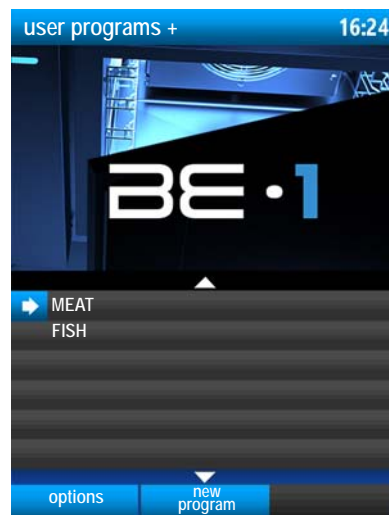 user programs + 16:24
BE·1
MEAT
FISH
options
new
program